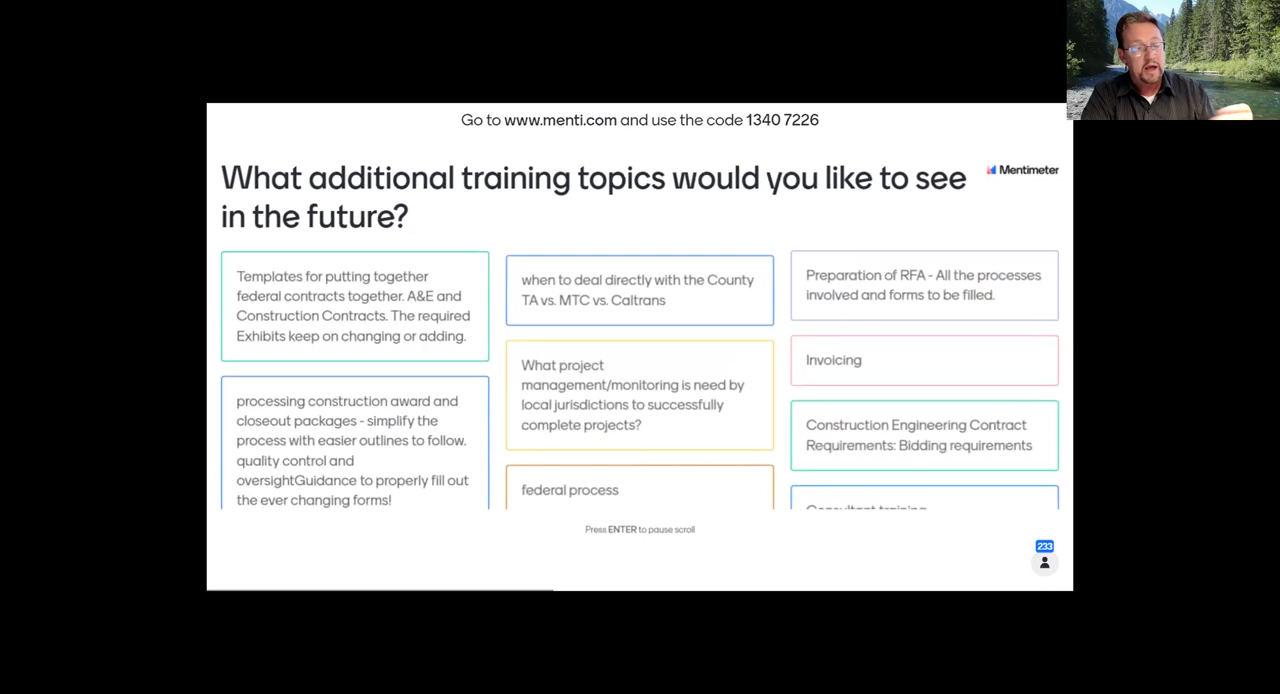 Go to www.menti.com and use the code 1340 7226
What additional training topics would you like to see
in the future?
Mentimeter
Templates for putting together
federal contracts together. A&E and
Construction Contracts. The required
Exhibits keep on changing or adding.
processing construction award and
closeout packages - simplify the
process with easier outlines to follow.
quality control and
oversightGuidance to properly fill out
the ever changing forms!
when to deal directly with the County
TA vs. MTC vs. Caltrans
What project
management/monitoring is need by
local jurisdictions to successfully
complete projects?
federal process
Preparation of RFA - All the processes
involved and forms to be filled.
Invoicing
Construction Engineering Contract
Requirements: Bidding requirements
Consultant training
Press ENTER to pause scroll
233